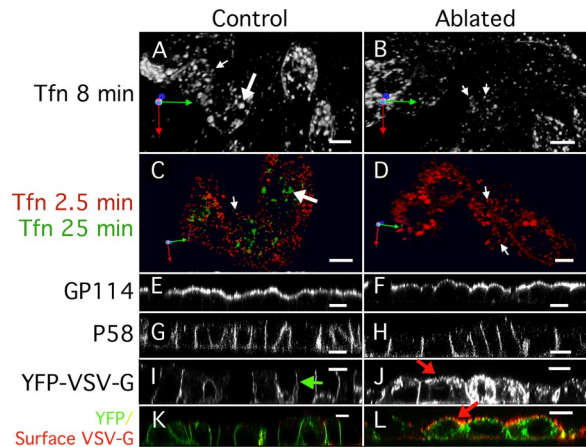 Control Ablated
A B
Tfn 8 min
C D
Tfn 2.5 min
Tfn 25 min
E F
GP114
G H
P58
I J
YFP-VSV-G
K L
YFP/
Surface VSV-G